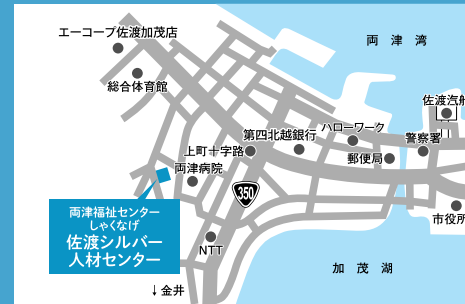 エーコープ佐渡加茂店
両津湾
総合体育館
佐渡汽船
第四北越銀行
ハローワーク
警察署
上町十字路
郵便局
両津病院
350
両津福祉センター
しゃくなげ
佐渡シルバー
人材センター
市役所
NTT
加茂湖
↓金井